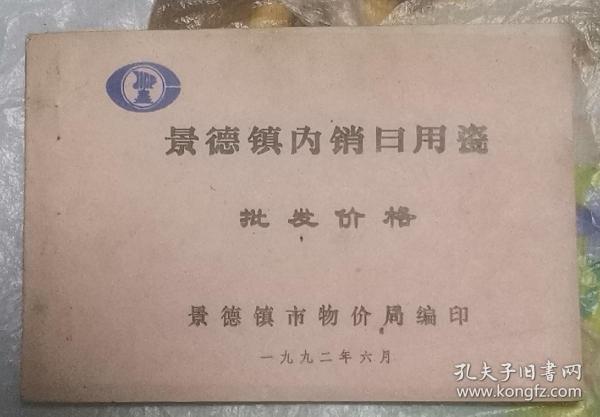 景德镇内销日用瓷
批发价格
景德镇市物价局编印
一九九二年六月
孔夫子旧书网
www.kongfz.com